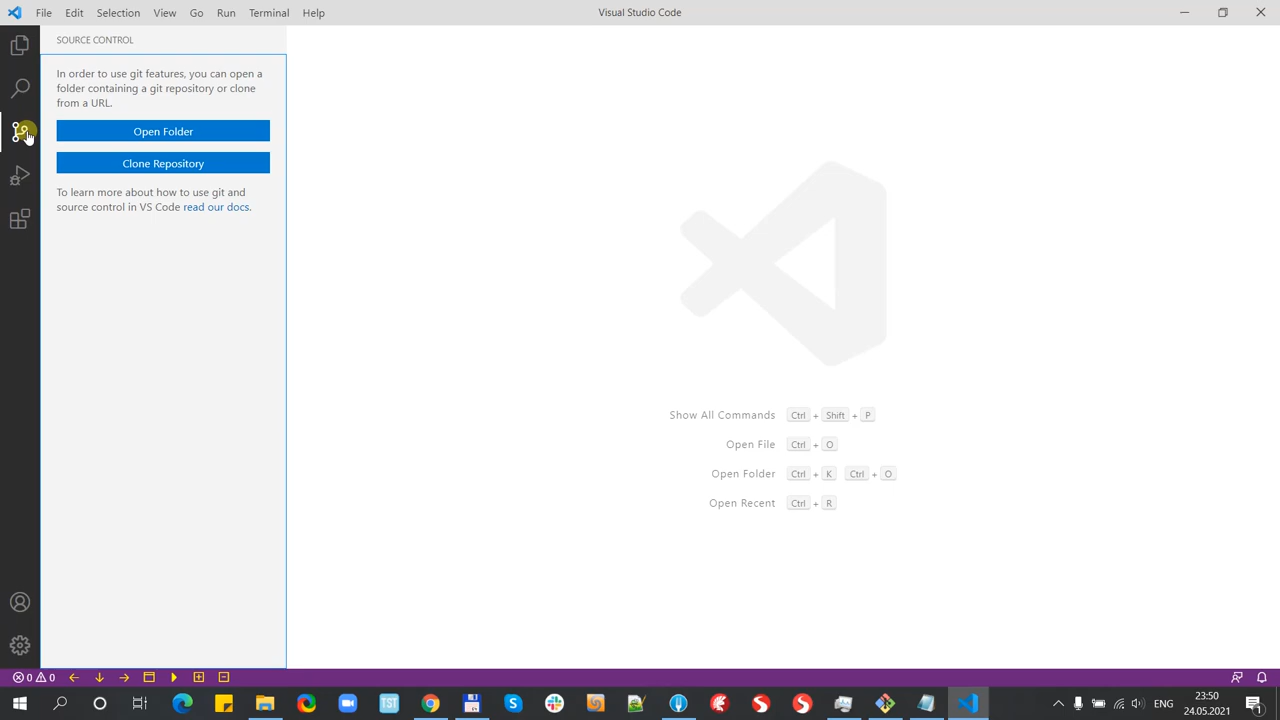 File Edit Selection View Go Run Terminal Help
Visual Studio Code
SOURCE CONTROL
In order to use git features, you can open a
folder containing a git repository or clone
from a URL.
Open Folder
Clone Repository
To learn more about how to use git and
source control in VS Code read our docs.
Show All Commands Ctrl + Shift + P
Open File Ctrl + O
Open Folder Ctrl + K Ctrl + O
Open Recent Ctrl + R
0 0
TST
ENG
23:50
24.05.2021
1